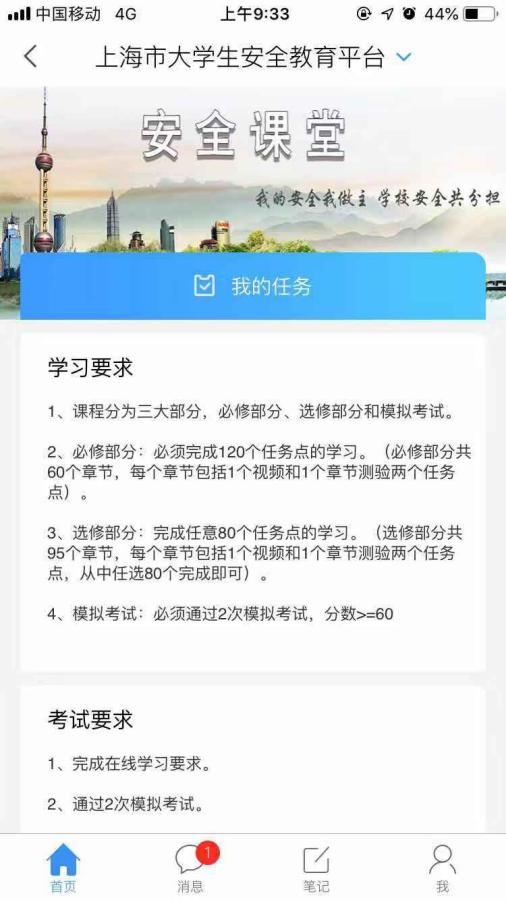 中国移动 4G 上午9:33 44%
上海市大学生安全教育平台
安全课堂
我的安全我做主 学校安全共分担
我的任务
学习要求
1、课程分为三大部分，必修部分、选修部分和模拟考试。
2、必修部分：必须完成120个任务点的学习。（必修部分共
60个章节，每个章节包括1个视频和1个章节测验两个任务
点）。
3、选修部分：完成任意80个任务点的学习。（选修部分共
95个章节，每个章节包括1个视频和1个章节测验两个任务
点，从中任选80个完成即可）。
4、模拟考试：必须通过2次模拟考试，分数>=60
考试要求
1、完成在线学习要求。
2、通过2次模拟考试。
1
首页 消息 笔记 我